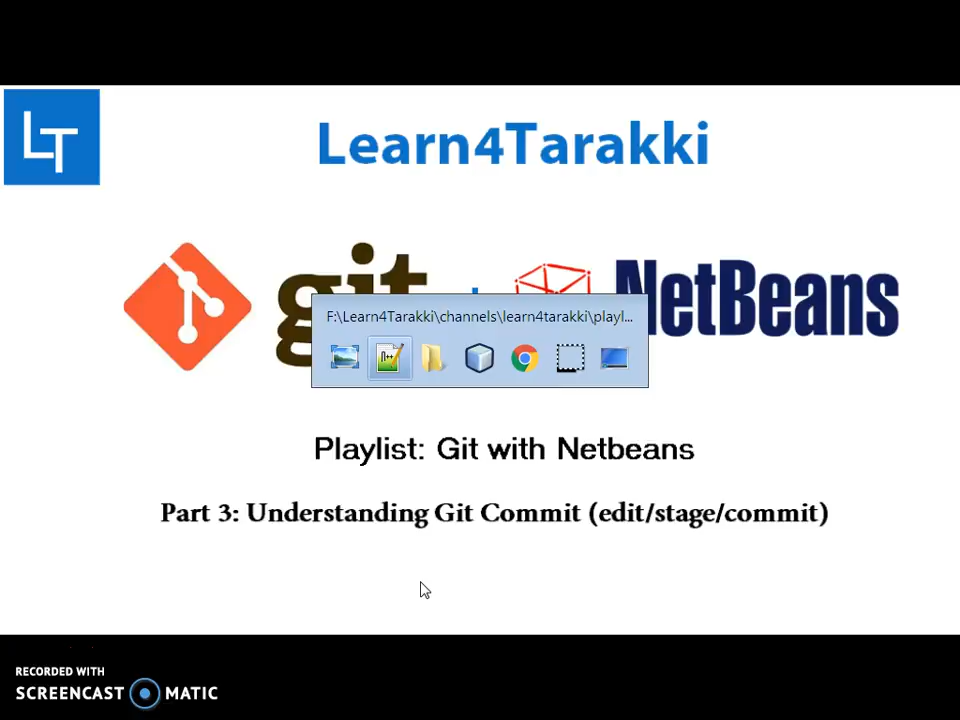 LT
Learn4Tarakki
git
NetBeans
F:\Learn4Tarakki\channels\learn4tarakki\playl...
Playlist: Git with Netbeans
Part 3: Understanding Git Commit (edit/stage/commit)
RECORDED WITH
SCREENCAST MATIC